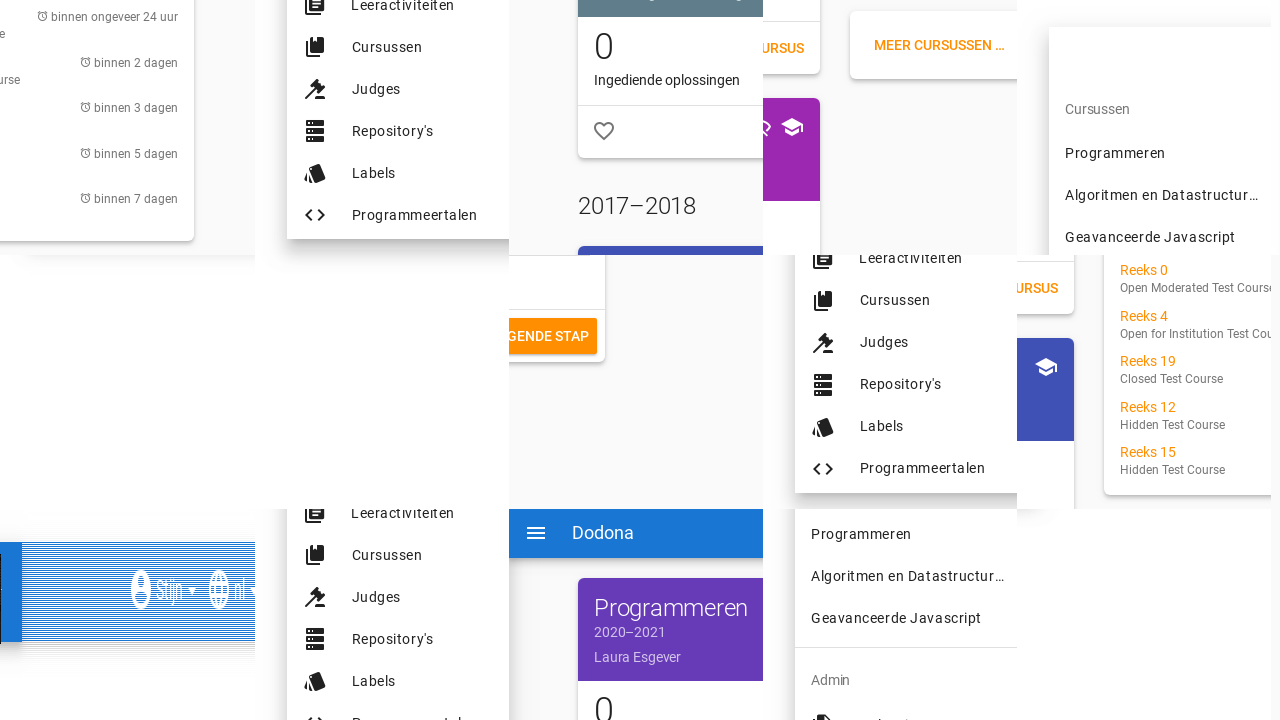 binnen ongeveer 24 uur
binnen 2 dagen
binnen 3 dagen
binnen 5 dagen
binnen 7 dagen
Leeractiviteiten
Cursussen
Judges
Repository's
Labels
Programmeertalen
0
Ingediende oplossingen
2017–2018
URSUS
MEER CURSUSSEN …
Cursussen
Programmeren
Algoritmen en Datastructur…
Geavanceerde Javascript
GENDE STAP
Leeractiviteiten
Cursussen
Judges
Repository's
Labels
Programmeertalen
URSUS
Reeks 0
Open Moderated Test Course
Reeks 4
Open for Institution Test Cou
Reeks 19
Closed Test Course
Reeks 12
Hidden Test Course
Reeks 15
Hidden Test Course
Stijn
nl
Leeractiviteiten
Cursussen
Judges
Repository's
Labels
Dodona
Programmeren
2020–2021
Laura Esgever
0
Programmeren
Algoritmen en Datastructur…
Geavanceerde Javascript
Admin